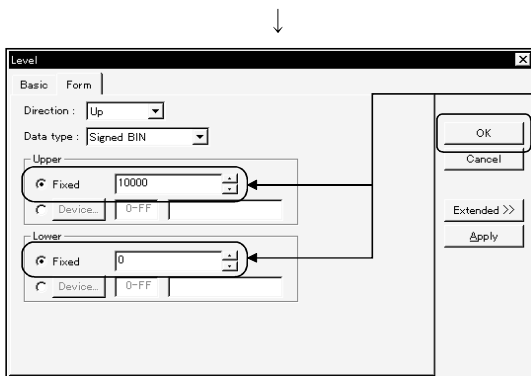 Level
Basic Form
Direction : Up
Data type : Signed BIN
Upper
Fixed 10000
Device... 0-FF
Lower
Fixed 0
Device... 0-FF
OK
Cancel
Extended >>
Apply